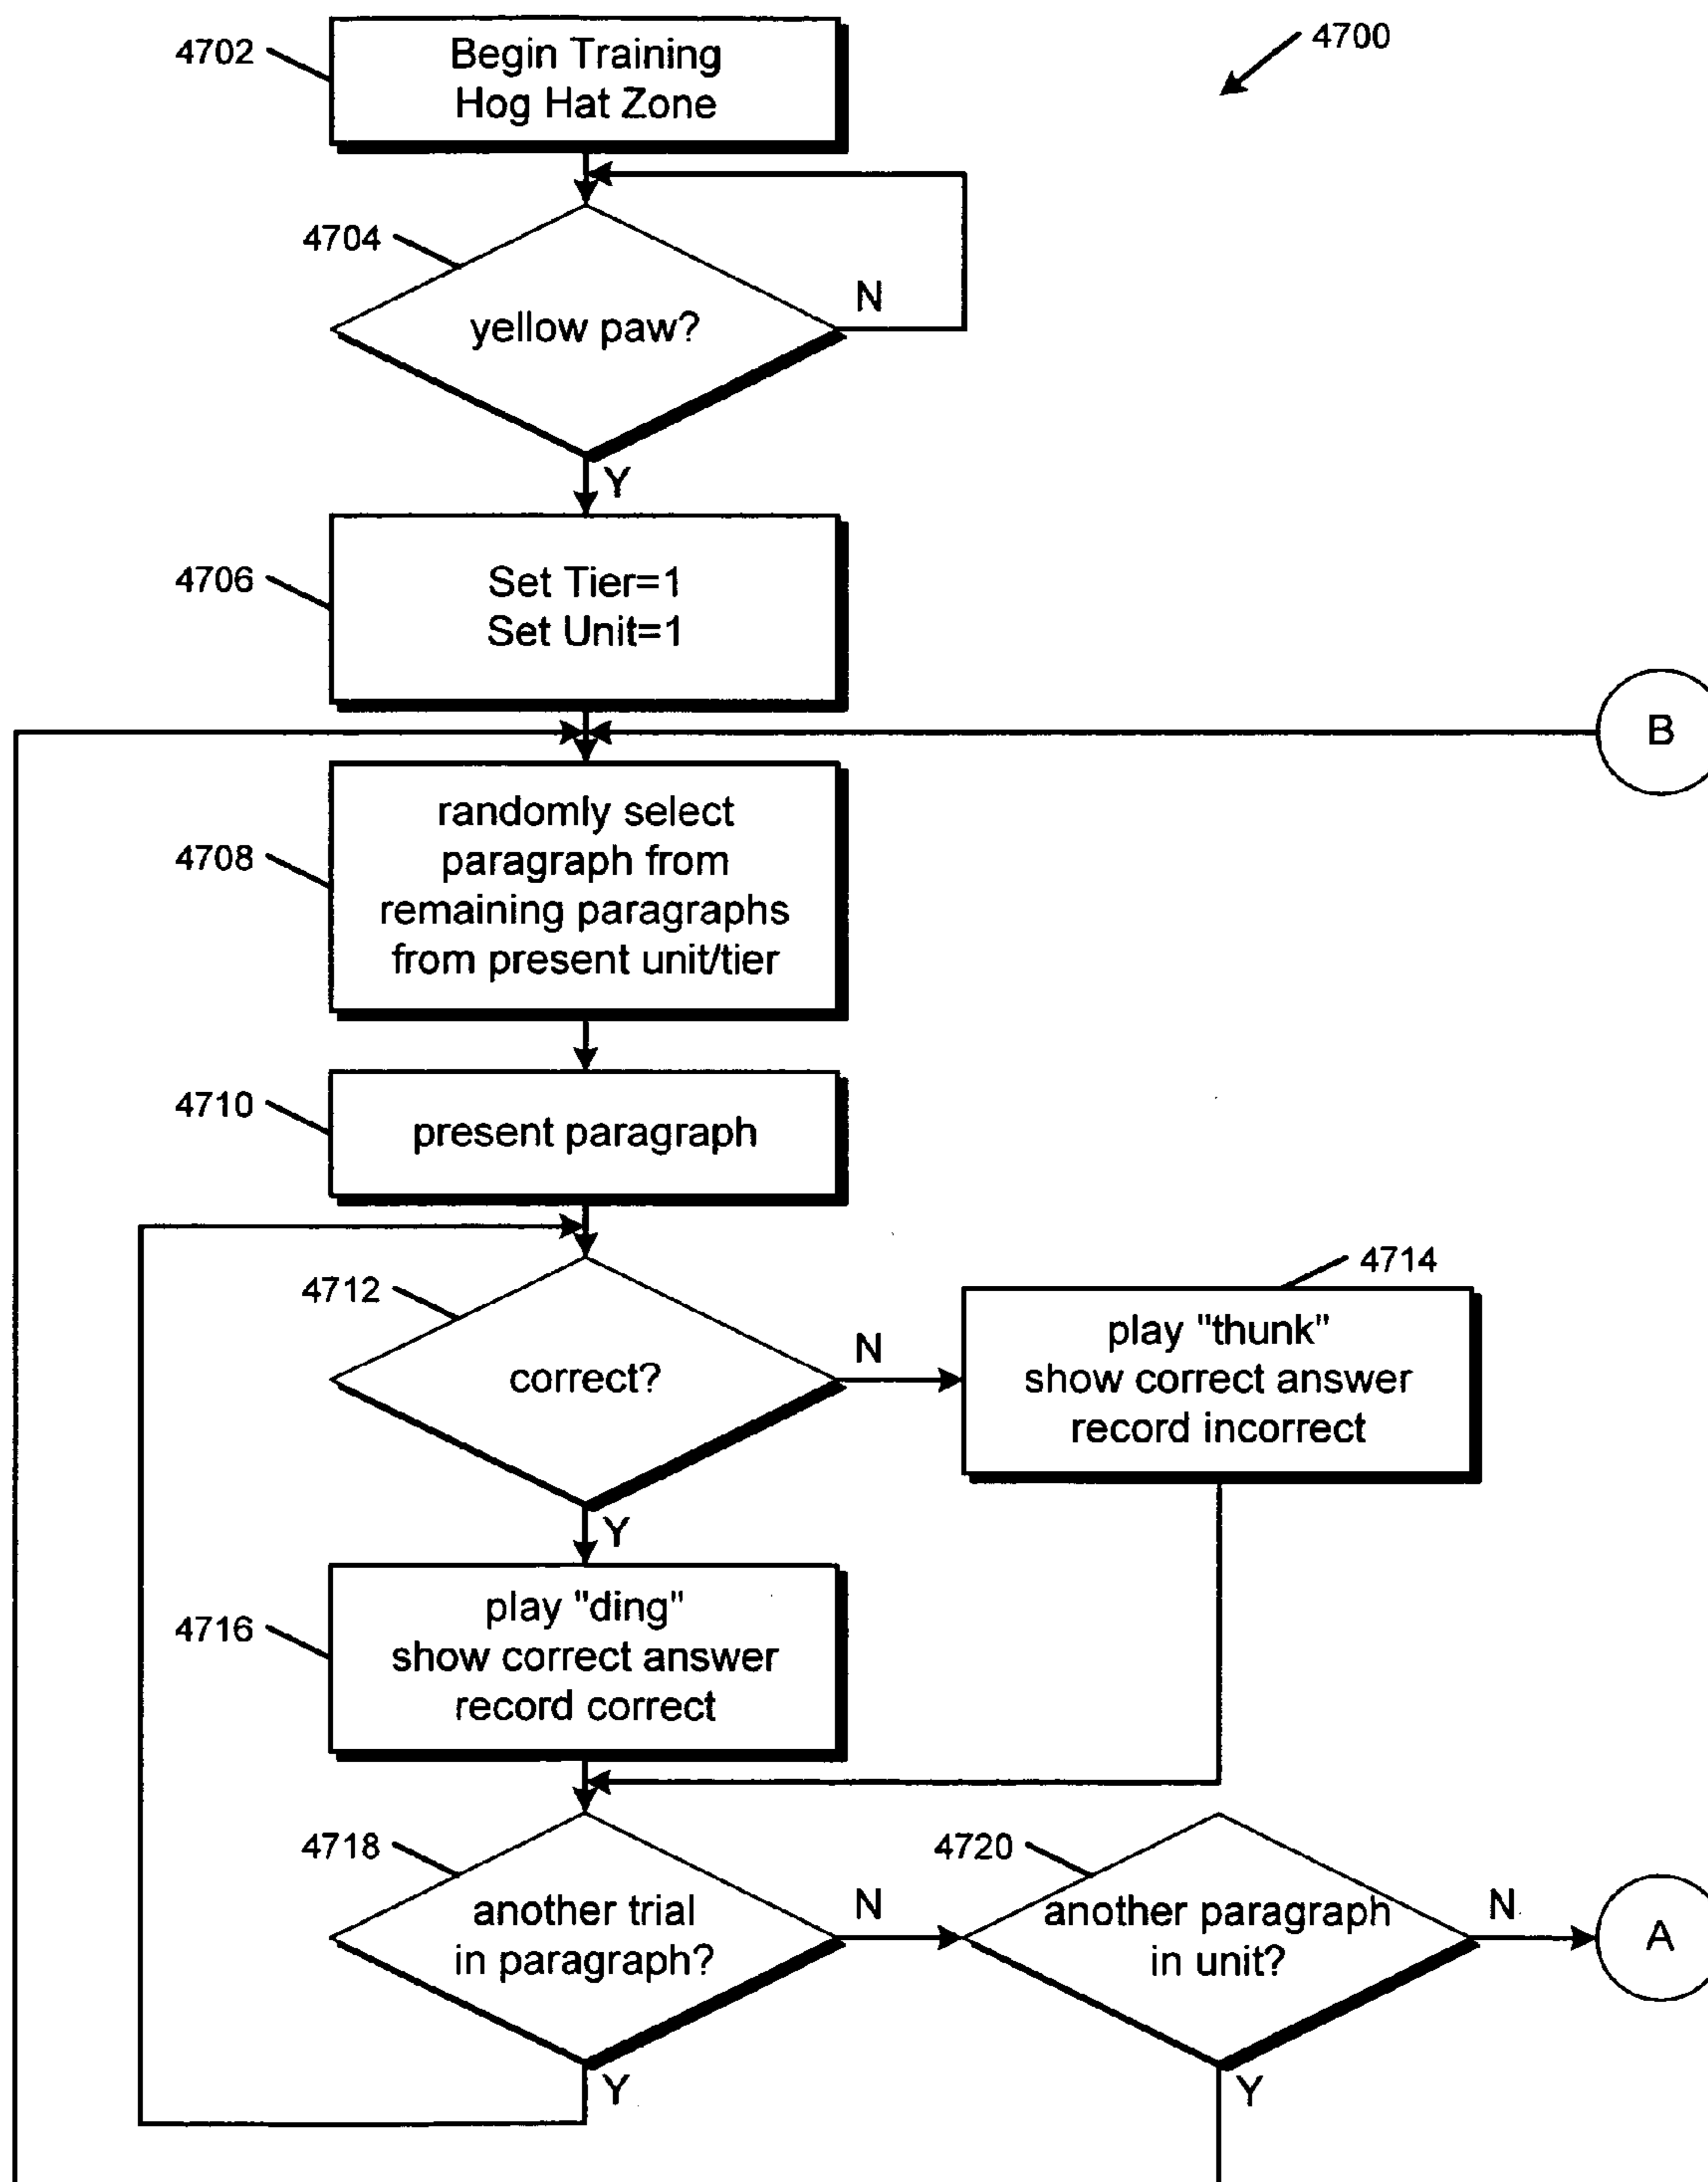 4700
4702
Begin Training
Hog Hat Zone
4704
yellow paw?
N
Y
4706
Set Tier=1
Set Unit=1
B
4708
randomly select
paragraph from
remaining paragraphs
from present unit/tier
4710
present paragraph
4712
correct?
N
Y
4714
play "thunk"
show correct answer
record incorrect
4716
play "ding"
show correct answer
record correct
4718
another trial
in paragraph?
N
Y
4720
another paragraph
in unit?
N
Y
A